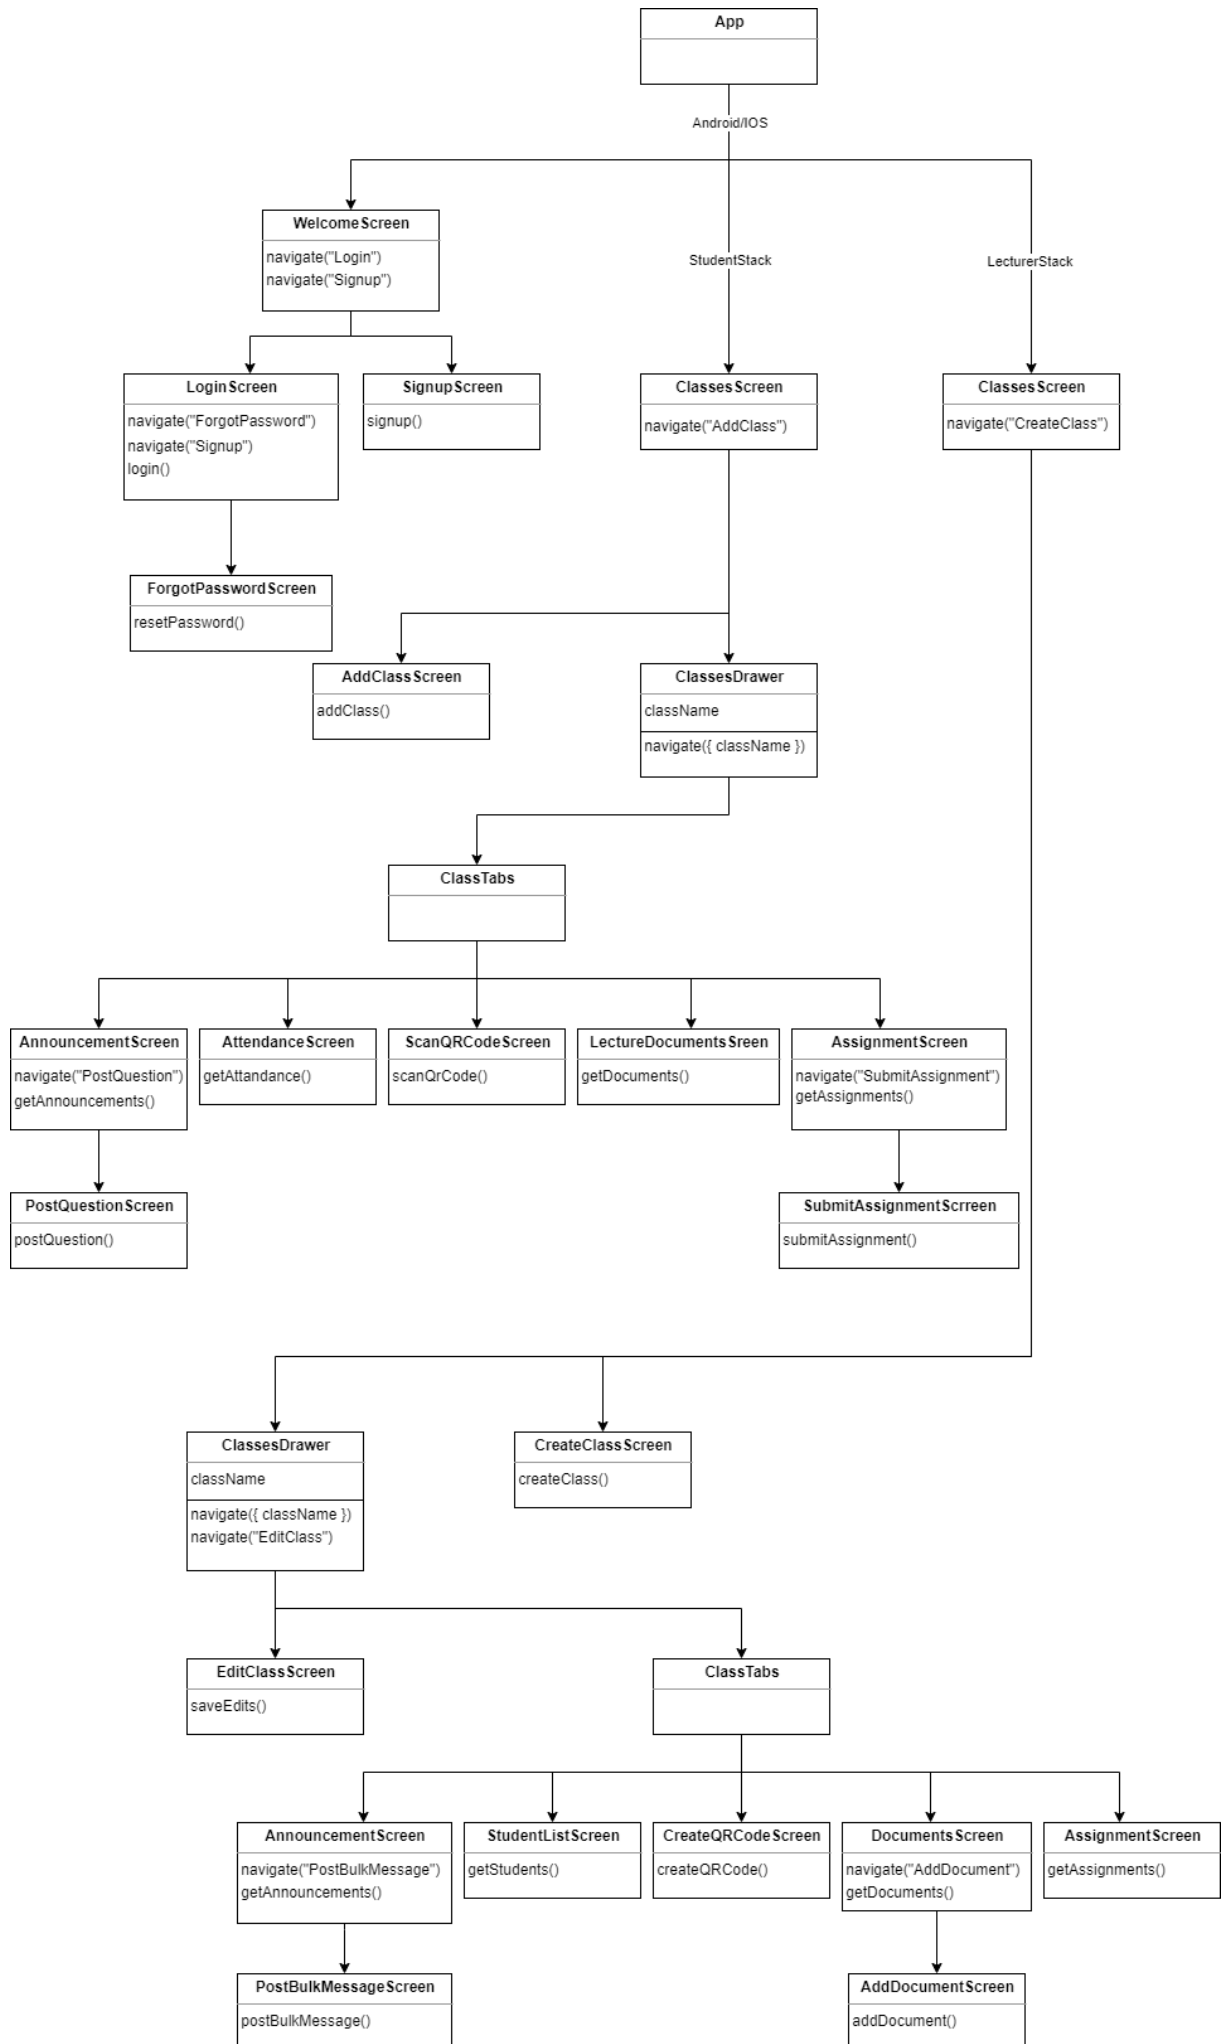 App
Android/IOS
WelcomeScreen
navigate("Login")
navigate("Signup")
StudentStack
LecturerStack
LoginScreen
navigate("ForgotPassword")
navigate("Signup")
login()
SignupScreen
signup()
ClassesScreen
navigate("AddClass")
ClassesScreen
navigate("CreateClass")
ForgotPasswordScreen
resetPassword()
AddClassScreen
addClass()
ClassesDrawer
className
navigate({ className })
ClassTabs
AnnouncementScreen
navigate("PostQuestion")
getAnnouncements()
AttendanceScreen
getAttandance()
ScanQRCodeScreen
scanQrCode()
LectureDocumentsSreen
getDocuments()
AssignmentScreen
navigate("SubmitAssignment")
getAssignments()
PostQuestionScreen
postQuestion()
SubmitAssignmentScrreen
submitAssignment()
ClassesDrawer
className
navigate({ className })
navigate("EditClass")
CreateClassScreen
createClass()
EditClassScreen
saveEdits()
ClassTabs
AnnouncementScreen
navigate("PostBulkMessage")
getAnnouncements()
StudentListScreen
getStudents()
CreateQRCodeScreen
createQRCode()
DocumentsScreen
navigate("AddDocument")
getDocuments()
AssignmentScreen
getAssignments()
PostBulkMessageScreen
postBulkMessage()
AddDocumentScreen
addDocument()